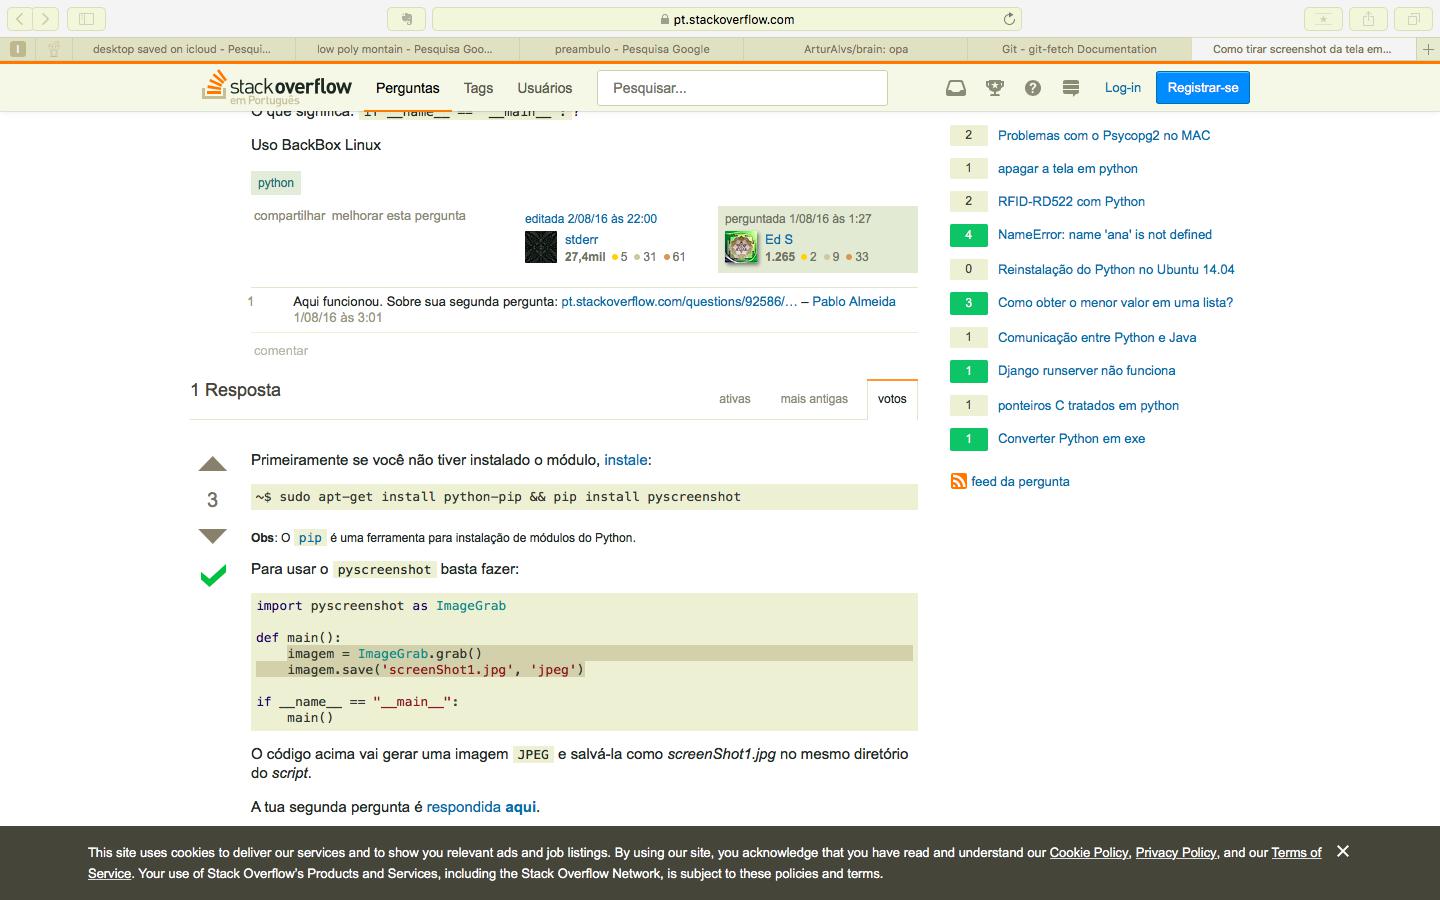 pt.stackoverflow.com
desktop saved on icloud - Pesqui...
low poly montain - Pesquisa Goo...
preambulo - Pesquisa Google
ArturAlvs/brain: opa
Git - git-fetch Documentation
Como tirar screenshot da tela em...
stackoverflow
em Português
Perguntas
Tags
Usuários
Pesquisar...
Log-in
Registrar-se
O que significa: if __name__ == "__main__": ?
Uso BackBox Linux
python
compartilhar melhorar esta pergunta
editada 2/08/16 às 22:00
stderr
27,4mil 5 31 61
perguntada 1/08/16 às 1:27
Ed S
1.265 2 9 33
1 Aqui funcionou. Sobre sua segunda pergunta: pt.stackoverflow.com/questions/92586/… – Pablo Almeida
1/08/16 às 3:01
comentar
1 Resposta
ativas
mais antigas
votos
3
Primeiramente se você não tiver instalado o módulo, instale:
~$ sudo apt-get install python-pip && pip install pyscreenshot
Obs: O pip é uma ferramenta para instalação de módulos do Python.
Para usar o pyscreenshot basta fazer:
import pyscreenshot as ImageGrab
def main():
    imagem = ImageGrab.grab()
    imagem.save('screenShot1.jpg', 'jpeg')
if __name__ == "__main__":
    main()
O código acima vai gerar uma imagem JPEG e salvá-la como screenShot1.jpg no mesmo diretório
do script.
A tua segunda pergunta é respondida aqui.
2 Problemas com o Psycopg2 no MAC
1 apagar a tela em python
2 RFID-RD522 com Python
4 NameError: name 'ana' is not defined
0 Reinstalação do Python no Ubuntu 14.04
3 Como obter o menor valor em uma lista?
1 Comunicação entre Python e Java
1 Django runserver não funciona
1 ponteiros C tratados em python
1 Converter Python em exe
feed da pergunta
This site uses cookies to deliver our services and to show you relevant ads and job listings. By using our site, you acknowledge that you have read and understand our Cookie Policy, Privacy Policy, and our Terms of
Service. Your use of Stack Overflow's Products and Services, including the Stack Overflow Network, is subject to these policies and terms.